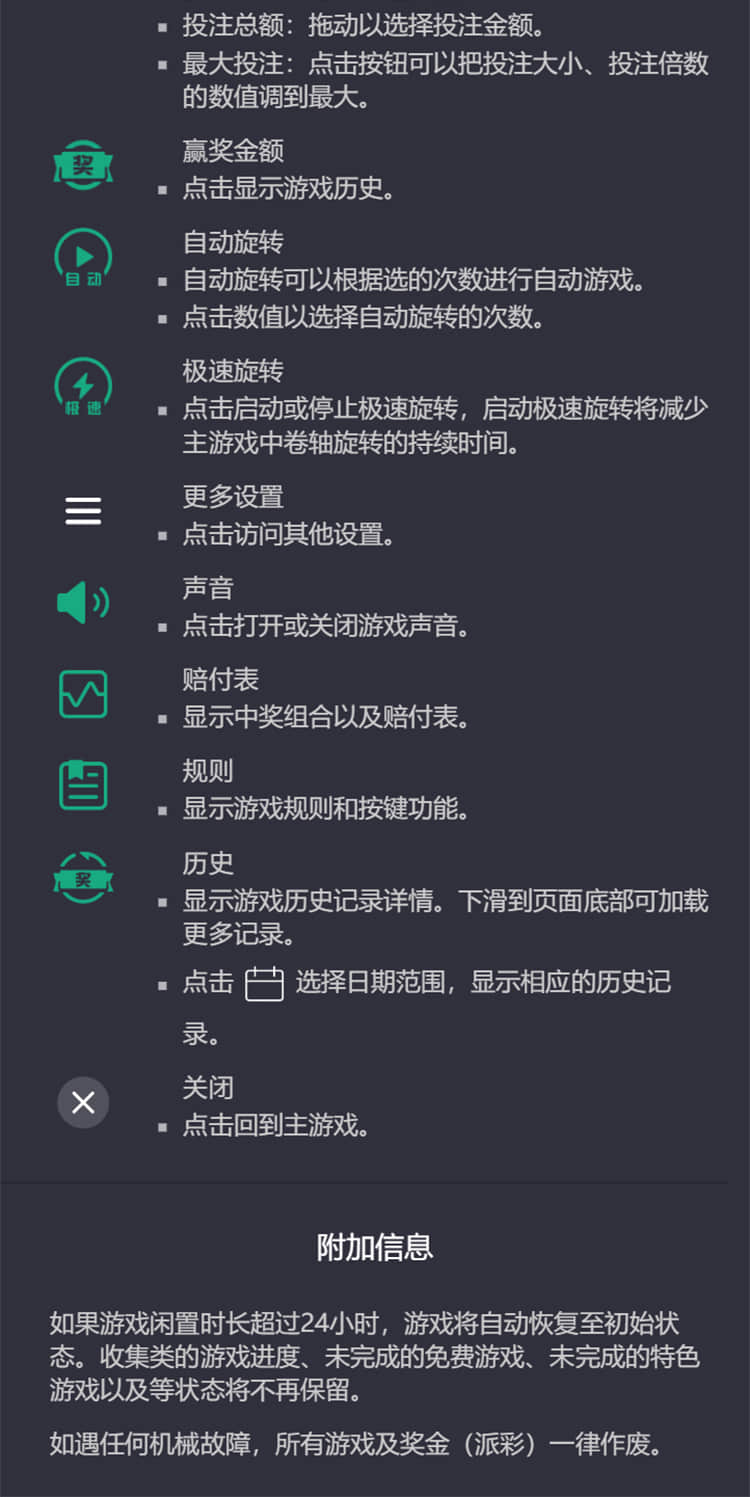 投注总额：拖动以选择投注金额。
最大投注：点击按钮可以把投注大小、投注倍数
的数值调到最大。
奖
赢奖金额
点击显示游戏历史。
自动
自动旋转
自动旋转可以根据选的次数进行自动游戏。
点击数值以选择自动旋转的次数。
极速
极速旋转
点击启动或停止极速旋转，启动极速旋转将减少
主游戏中卷轴旋转的持续时间。
更多设置
点击访问其他设置。
声音
点击打开或关闭游戏声音。
赔付表
显示中奖组合以及赔付表。
规则
显示游戏规则和按键功能。
奖
历史
显示游戏历史记录详情。下滑到页面底部可加载
更多记录。
点击 选择日期范围，显示相应的历史记
录。
关闭
点击回到主游戏。
附加信息
如果游戏闲置时长超过24小时，游戏将自动恢复至初始状
态。收集类的游戏进度、未完成的免费游戏、未完成的特色
游戏以及等状态将不再保留。
如遇任何机械故障，所有游戏及奖金（派彩）一律作废。